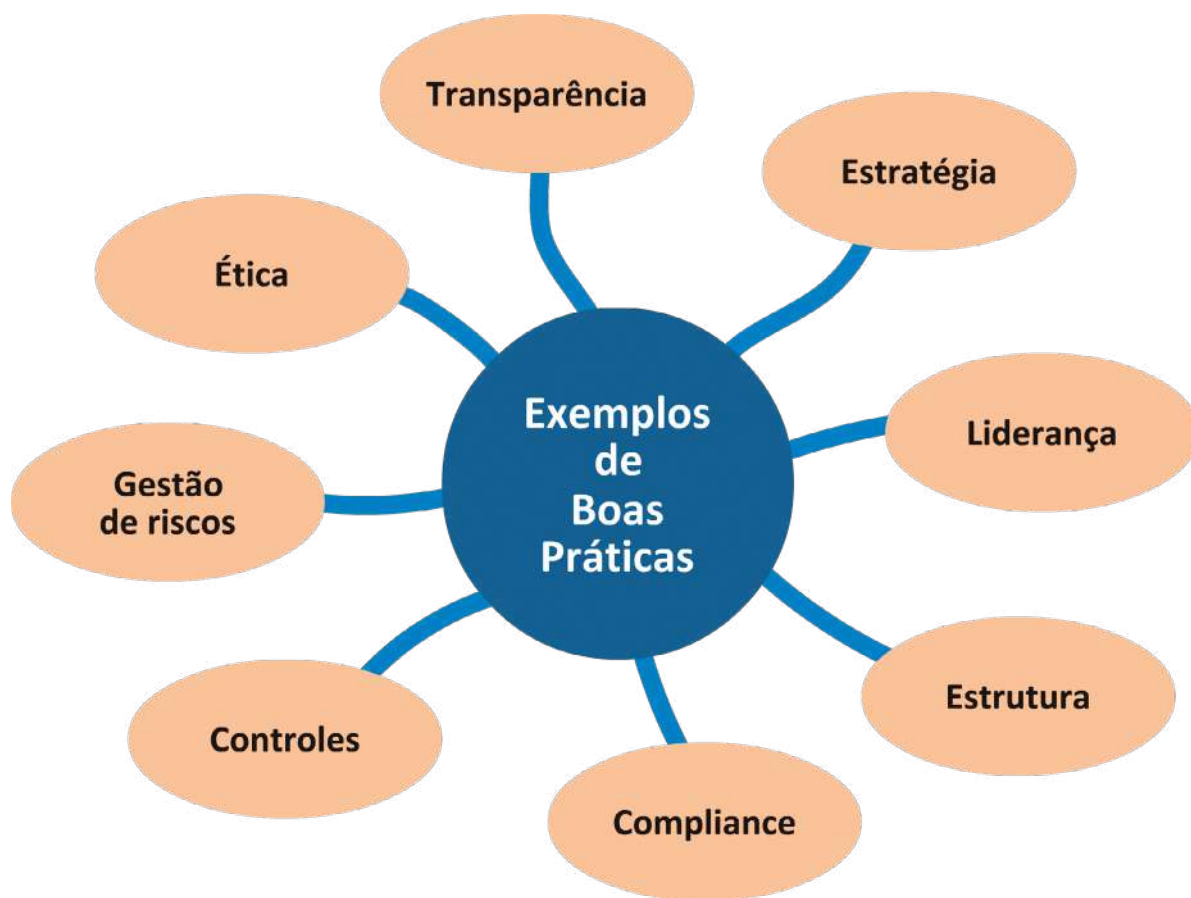 Transparência
Estratégia
Ética
Liderança
Exemplos
de
Boas
Práticas
Gestão
de riscos
Estrutura
Controles
Compliance